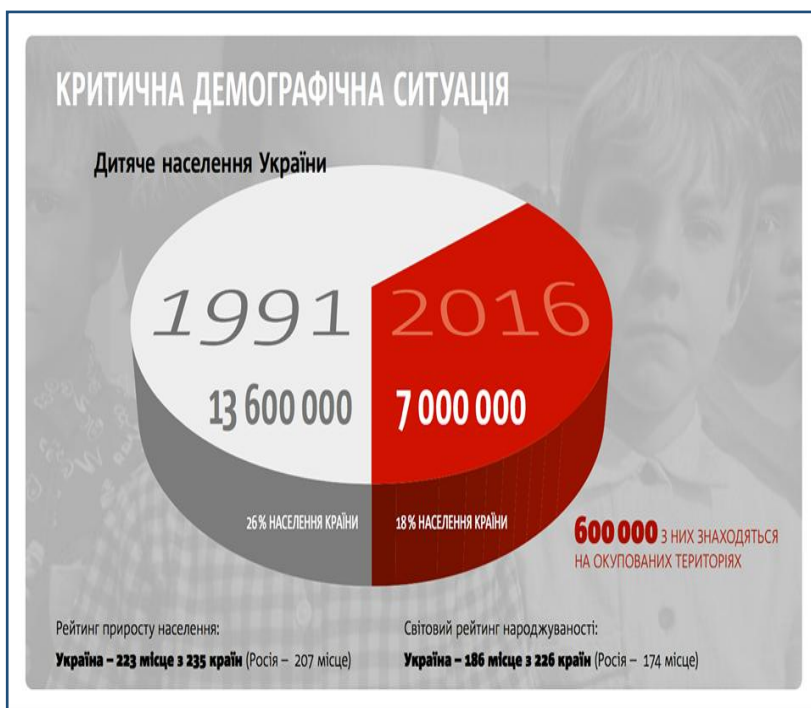 КРИТИЧНА ДЕМОГРАФІЧНА СИТУАЦІЯ
Дитяче населення України
1991
2016
13 600 000
7 000 000
26% НАСЕЛЕННЯ КРАЇНИ
18% НАСЕЛЕННЯ КРАЇНИ
600 000 З НИХ ЗНАХОДЯТЬСЯ
НА ОКУПОВАНИХ ТЕРИТОРІЯХ
Рейтинг приросту населення:
Україна – 223 місце з 235 країн (Росія – 207 місце)
Світовий рейтинг народжуваності:
Україна – 186 місце з 226 країн (Росія – 174 місце)